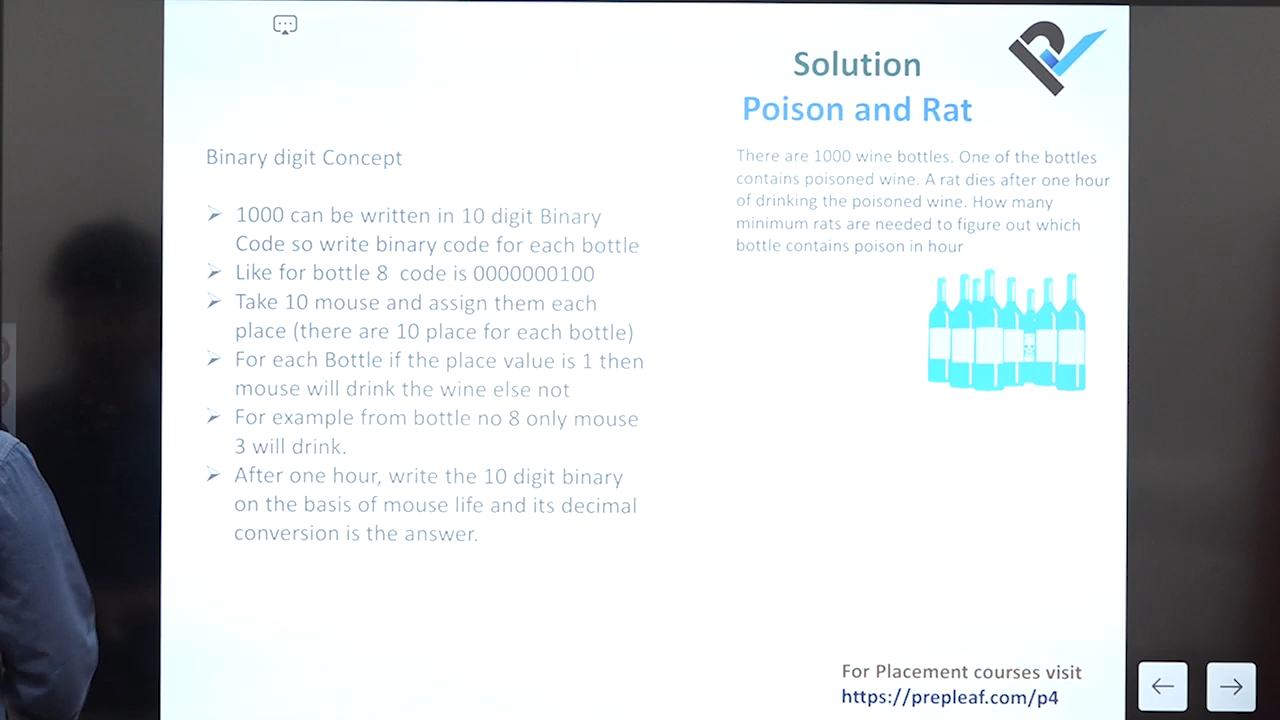 Solution
Poison and Rat
Binary digit Concept
1000 can be written in 10 digit Binary
Code so write binary code for each bottle
Like for bottle 8 code is 0000000100
Take 10 mouse and assign them each
place (there are 10 place for each bottle)
For each Bottle if the place value is 1 then
mouse will drink the wine else not
For example from bottle no 8 only mouse
3 will drink.
After one hour, write the 10 digit binary
on the basis of mouse life and its decimal
conversion is the answer.
There are 1000 wine bottles. One of the bottles
contains poisoned wine. A rat dies after one hour
of drinking the poisoned wine. How many
minimum rats are needed to figure out which
bottle contains poison in hour
For Placement courses visit
https://prepleaf.com/p4